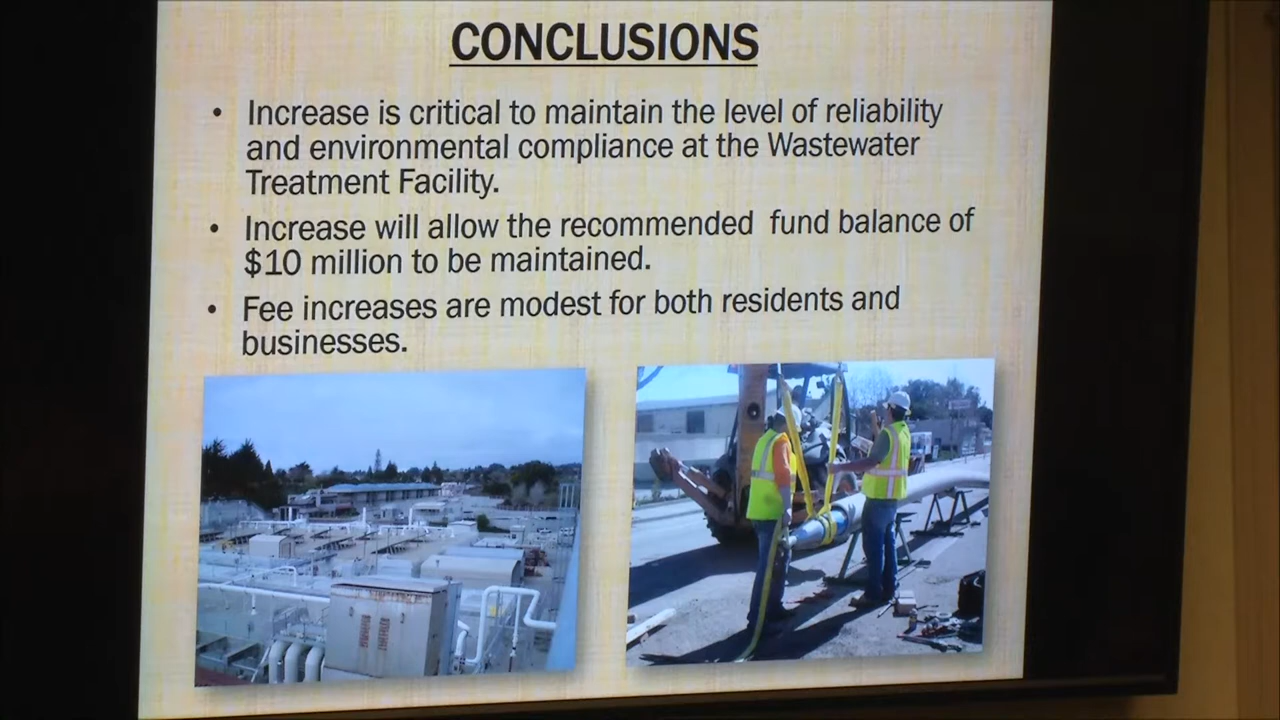 CONCLUSIONS
• Increase is critical to maintain the level of reliability
and environmental compliance at the Wastewater
Treatment Facility.
• Increase will allow the recommended fund balance of
$10 million to be maintained.
• Fee increases are modest for both residents and
businesses.